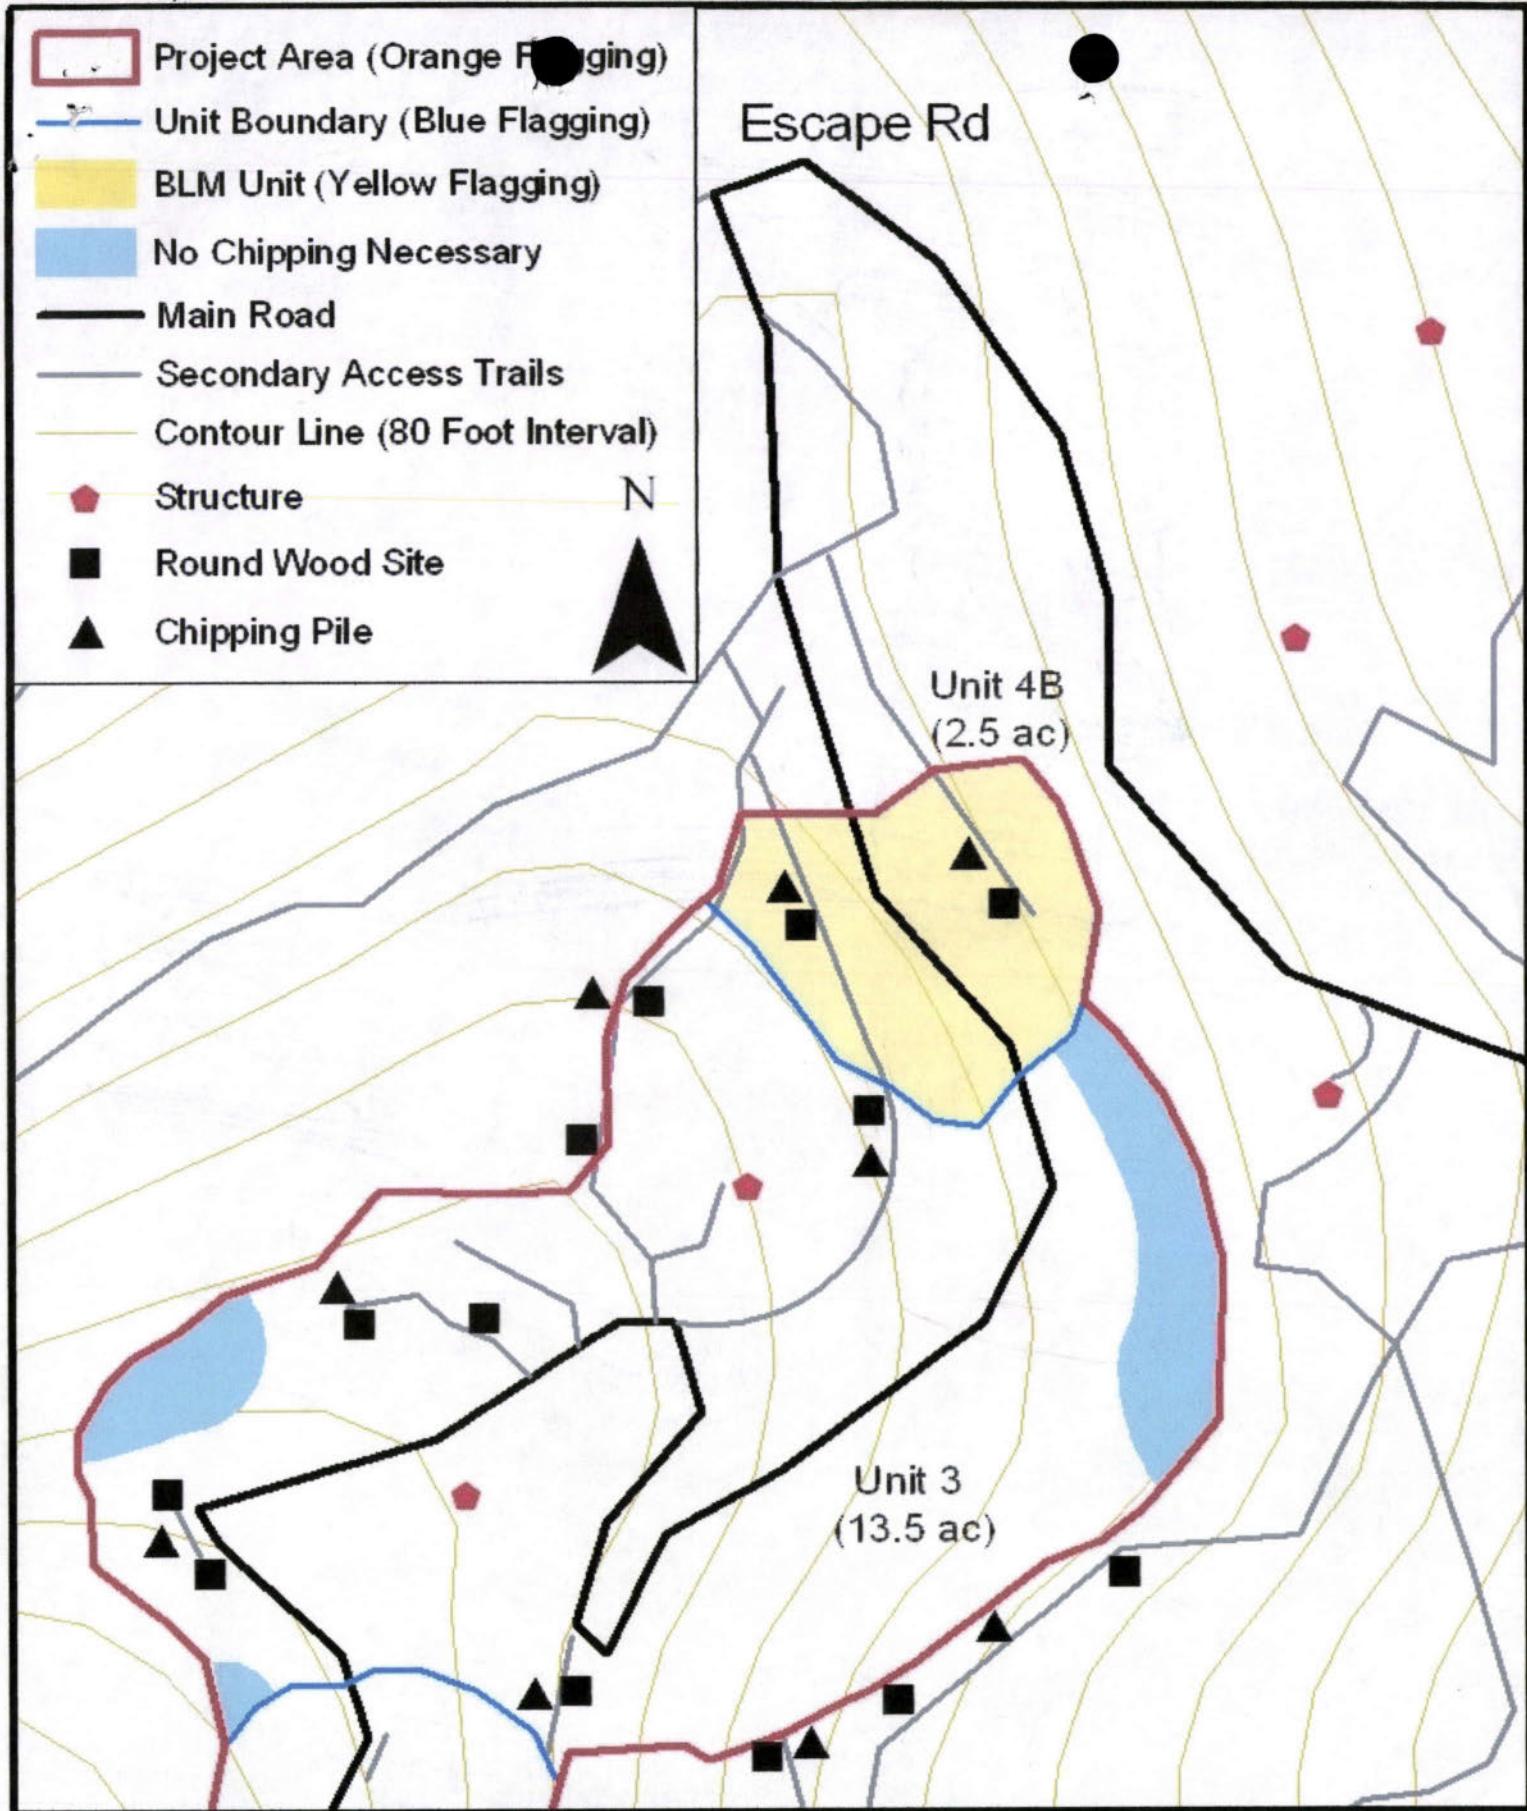 Project Area (Orange F gging)
Unit Boundary (Blue Flagging)
BLM Unit (Yellow Flagging)
No Chipping Necessary
Main Road
Secondary Access Trails
Contour Line (80 Foot Interval)
Structure
N
Round Wood Site
Chipping Pile
Escape Rd
Unit 4B
(2.5 ac)
Unit 3
(13.5 ac)